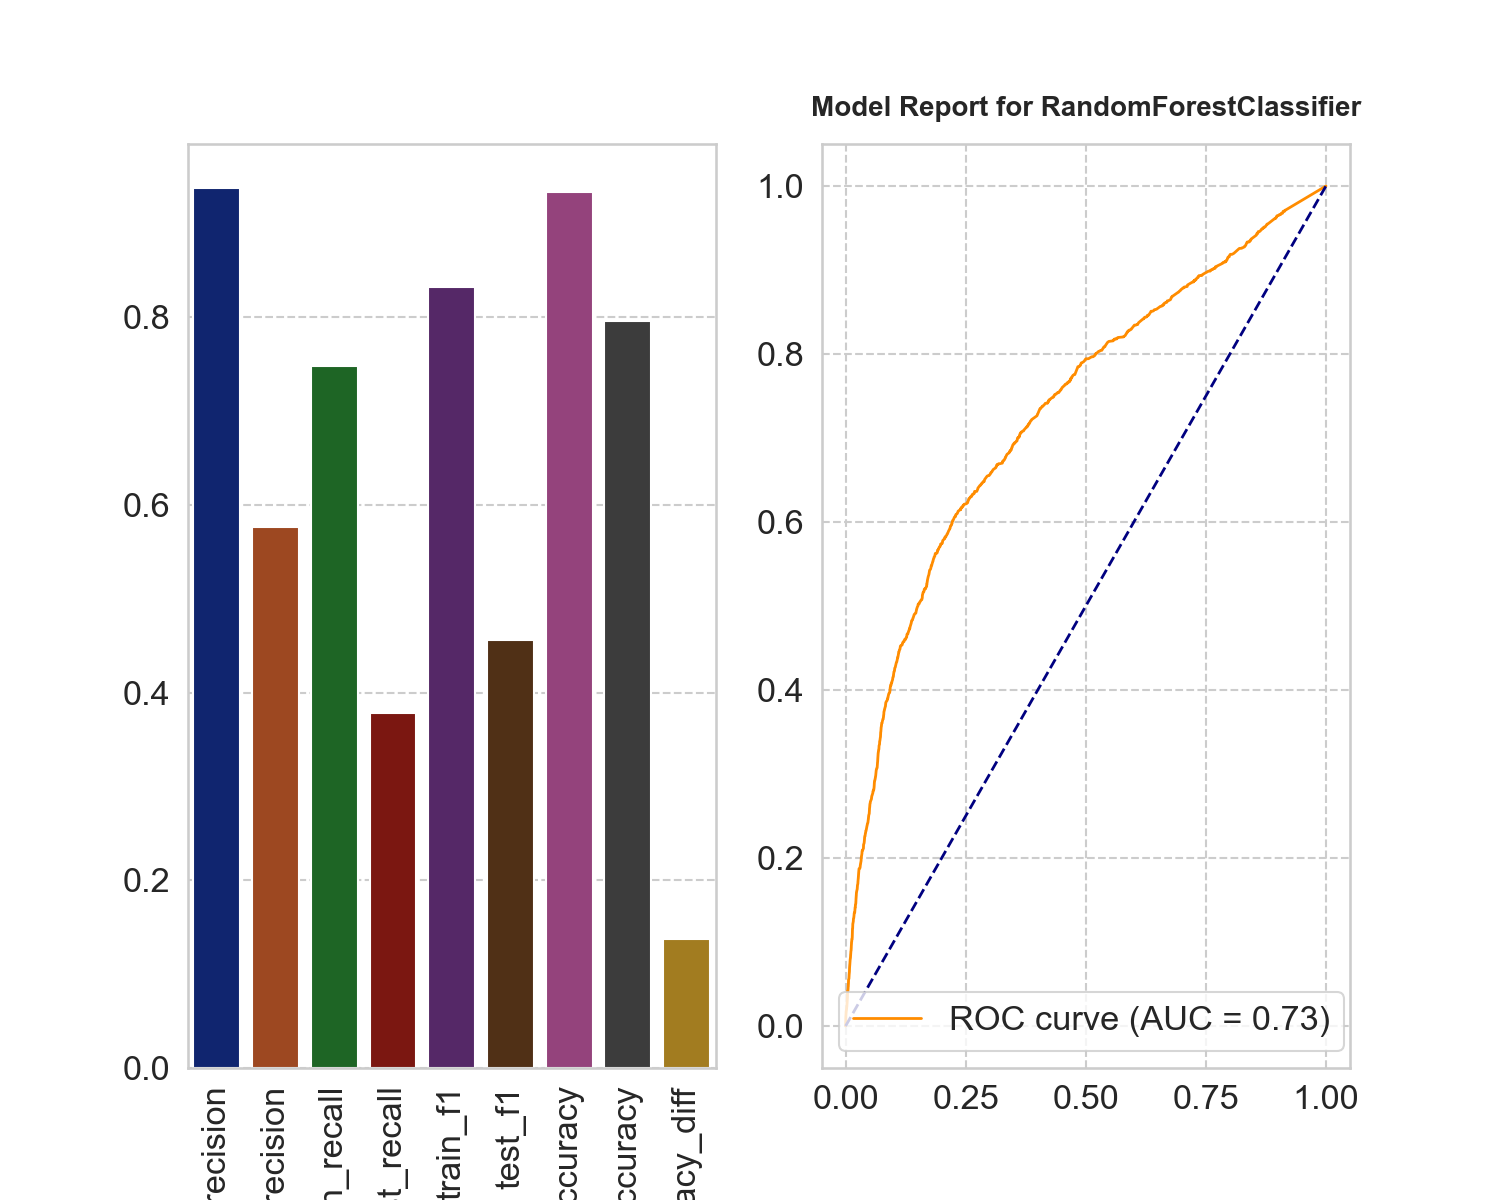 Model Report for RandomForestClassifier
0.8
0.6
0.4
0.2
0.0
recision
recision
n_recall
t_recall
train_f1
test_f1
ccuracy
ccuracy
acy_diff
1.0
0.8
0.6
0.4
0.2
0.0
ROC curve (AUC = 0.73)
0.00 0.25 0.50 0.75 1.00